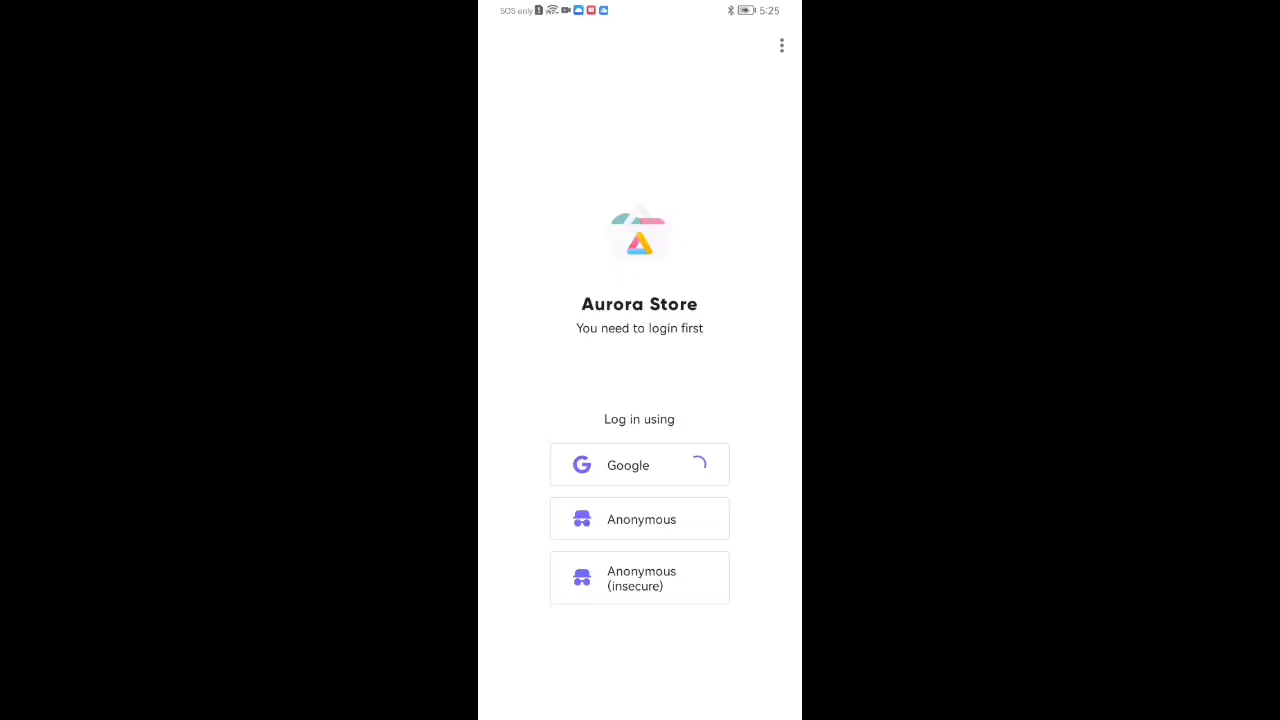 SOS only 5:25
Aurora Store
You need to login first
Log in using
Google
Anonymous
Anonymous
(insecure)